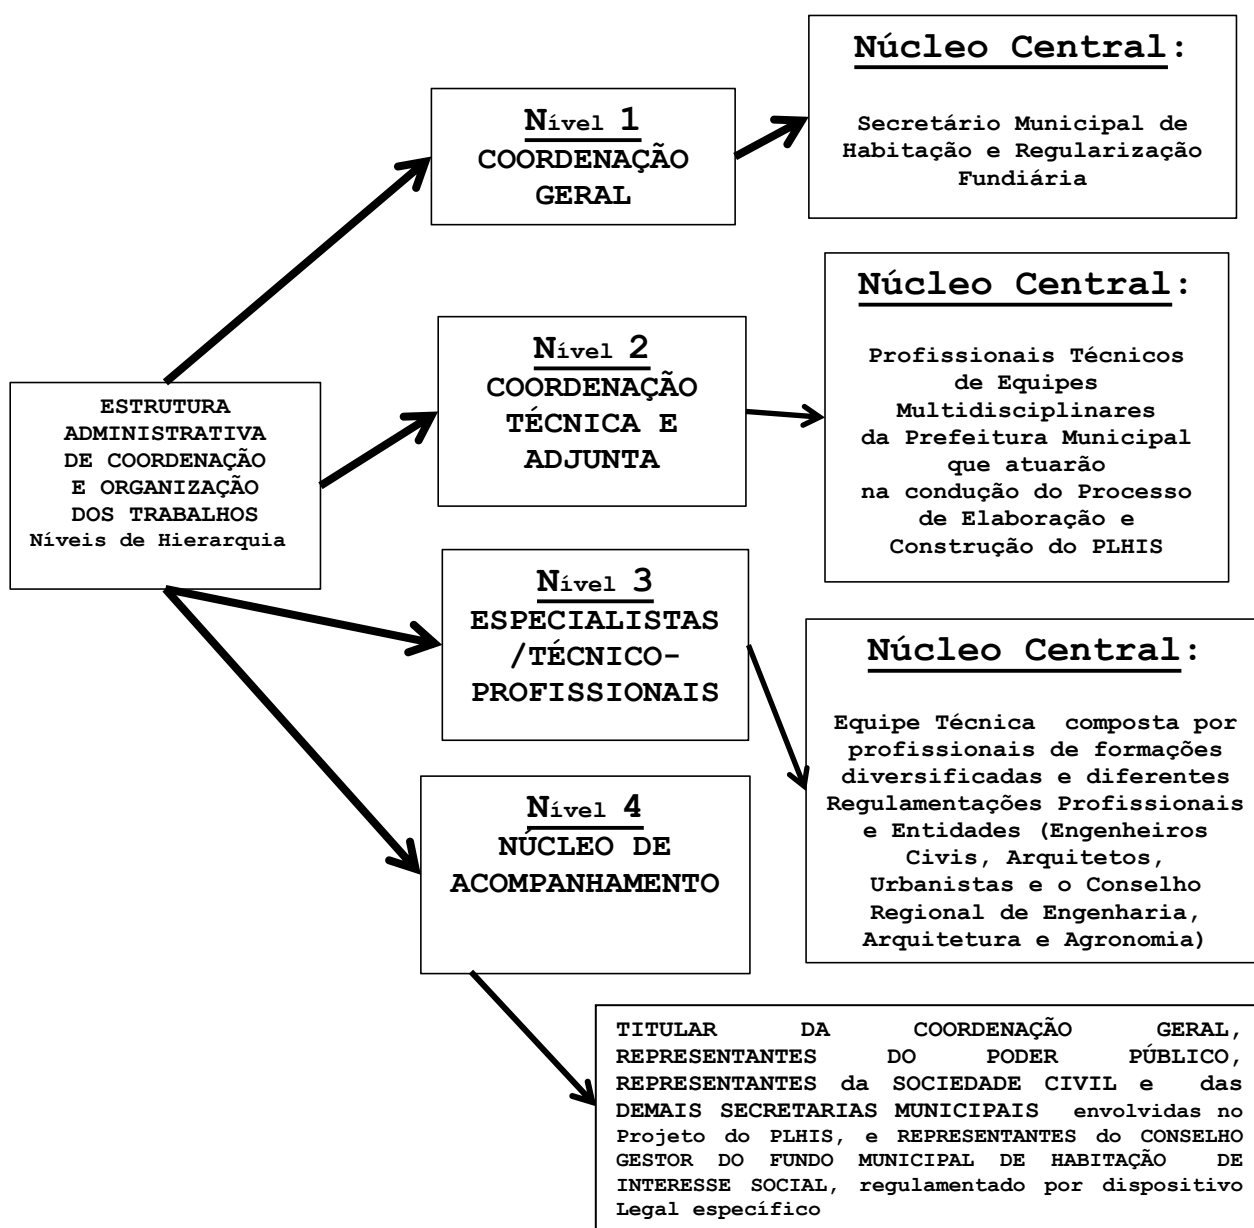 ESTRUTURA
ADMINISTRATIVA
DE COORDENAÇÃO
E ORGANIZAÇÃO
DOS TRABALHOS
Níveis de Hierarquia
Nível 1
COORDENAÇÃO
GERAL
Núcleo Central:
Secretário Municipal de
Habitação e Regularização
Fundiária
Nível 2
COORDENAÇÃO
TÉCNICA E
ADJUNTA
Núcleo Central:
Profissionais Técnicos
de Equipes
Multidisciplinares
da Prefeitura Municipal
que atuarão
na condução do Processo
de Elaboração e
Construção do PLHIS
Nível 3
ESPECIALISTAS
/TÉCNICO-
PROFISSIONAIS
Núcleo Central:
Equipe Técnica composta por
profissionais de formações
diversificadas e diferentes
Regulamentações Profissionais
e Entidades (Engenheiros
Civis, Arquitetos,
Urbanistas e o Conselho
Regional de Engenharia,
Arquitetura e Agronomia)
Nível 4
NÚCLEO DE
ACOMPANHAMENTO
TITULAR DA COORDENAÇÃO GERAL,
REPRESENTANTES DO PODER PÚBLICO,
REPRESENTANTES da SOCIEDADE CIVIL e das
DEMAIS SECRETARIAS MUNICIPAIS envolvidas no
Projeto do PLHIS, e REPRESENTANTES do CONSELHO
GESTOR DO FUNDO MUNICIPAL DE HABITAÇÃO DE
INTERESSE SOCIAL, regulamentado por dispositivo
Legal específico